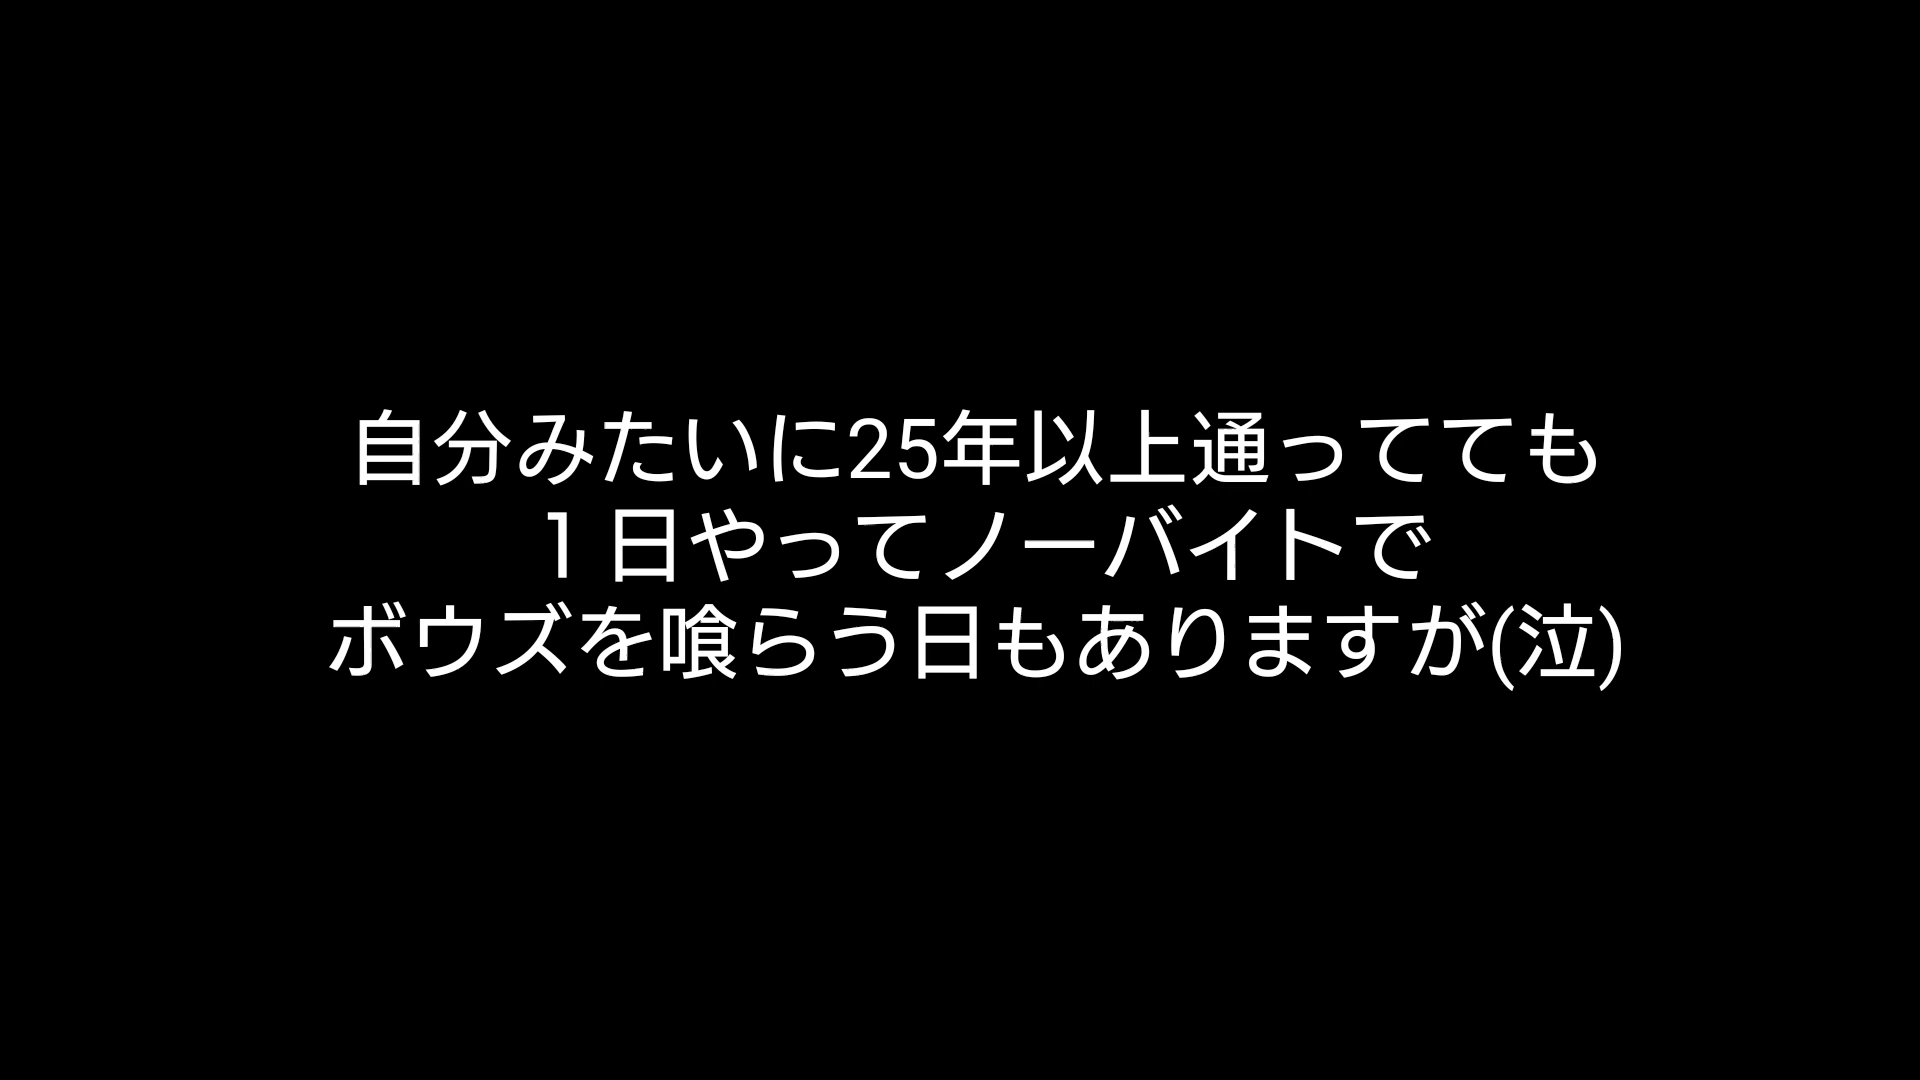 自分みたいに25年以上通ってても
１日やってノーバイトで
ボウズを喰らう日もありますが(泣)